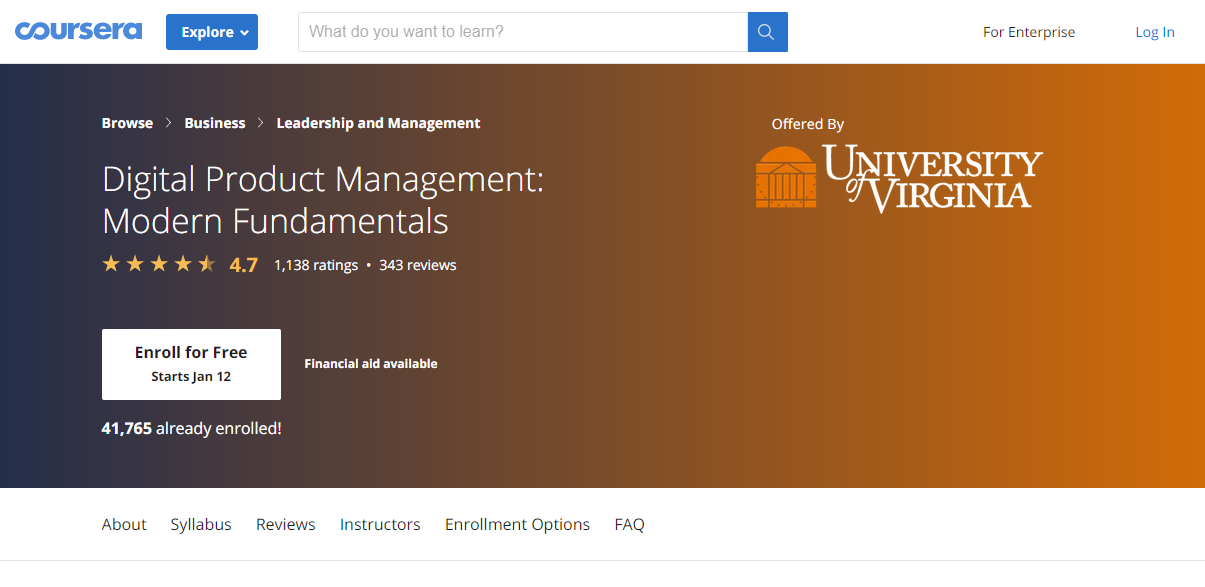 coursera Explore What do you want to learn? For Enterprise Log In
Browse > Business > Leadership and Management
Offered By
Digital Product Management:
Modern Fundamentals
UNIVERSITY
of VIRGINIA
4.7 1,138 ratings • 343 reviews
Enroll for Free
Starts Jan 12
Financial aid available
41,765 already enrolled!
About Syllabus Reviews Instructors Enrollment Options FAQ